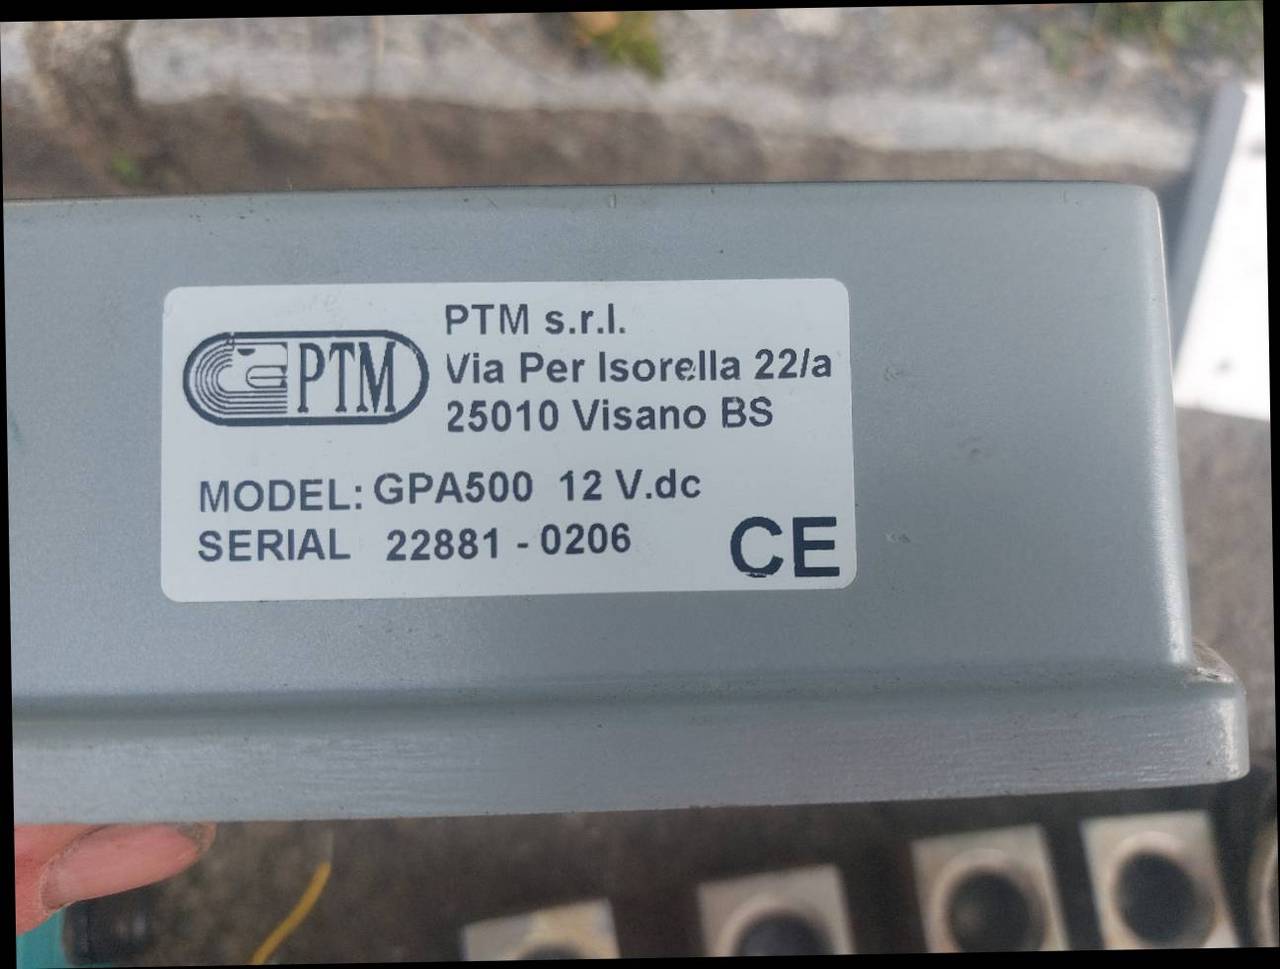 PTM
PTM s.r.l.
Via Per Isorella 22/a
25010 Visano BS
MODEL: GPA500 12 V.dc
SERIAL 22881 - 0206
CE